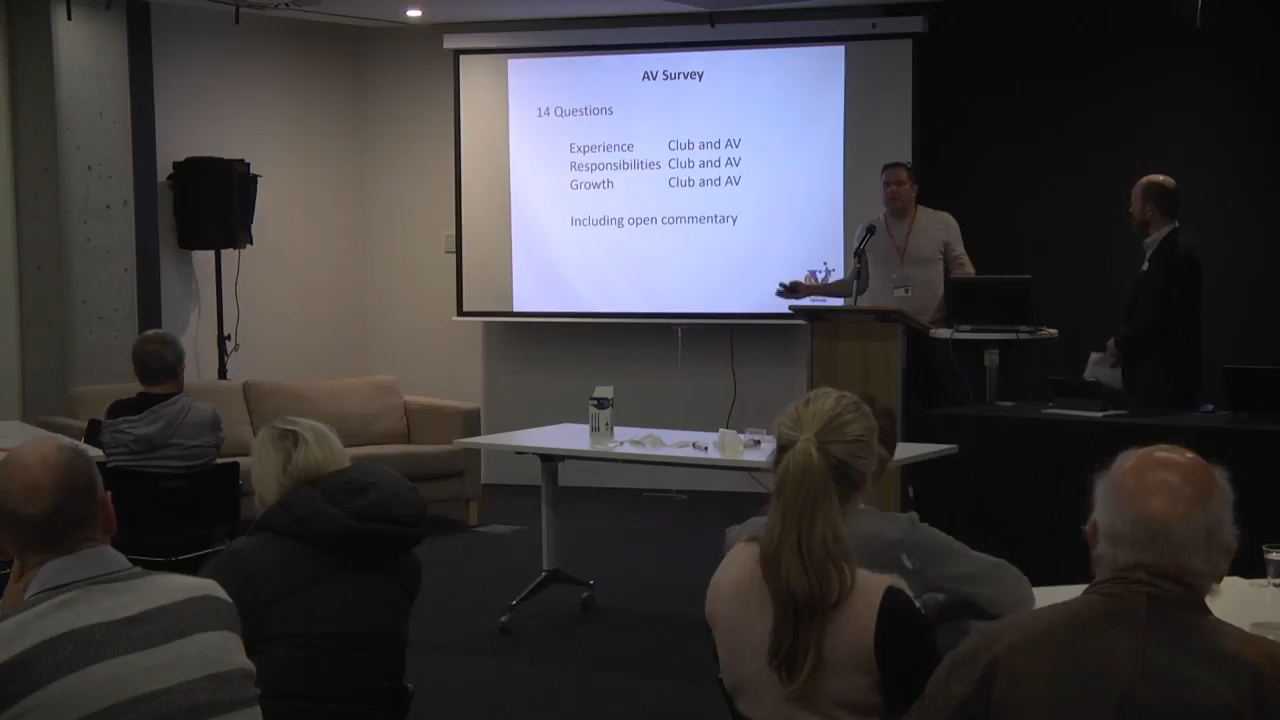 AV Survey
14 Questions
Experience Club and AV
Responsibilities Club and AV
Growth Club and AV
Including open commentary